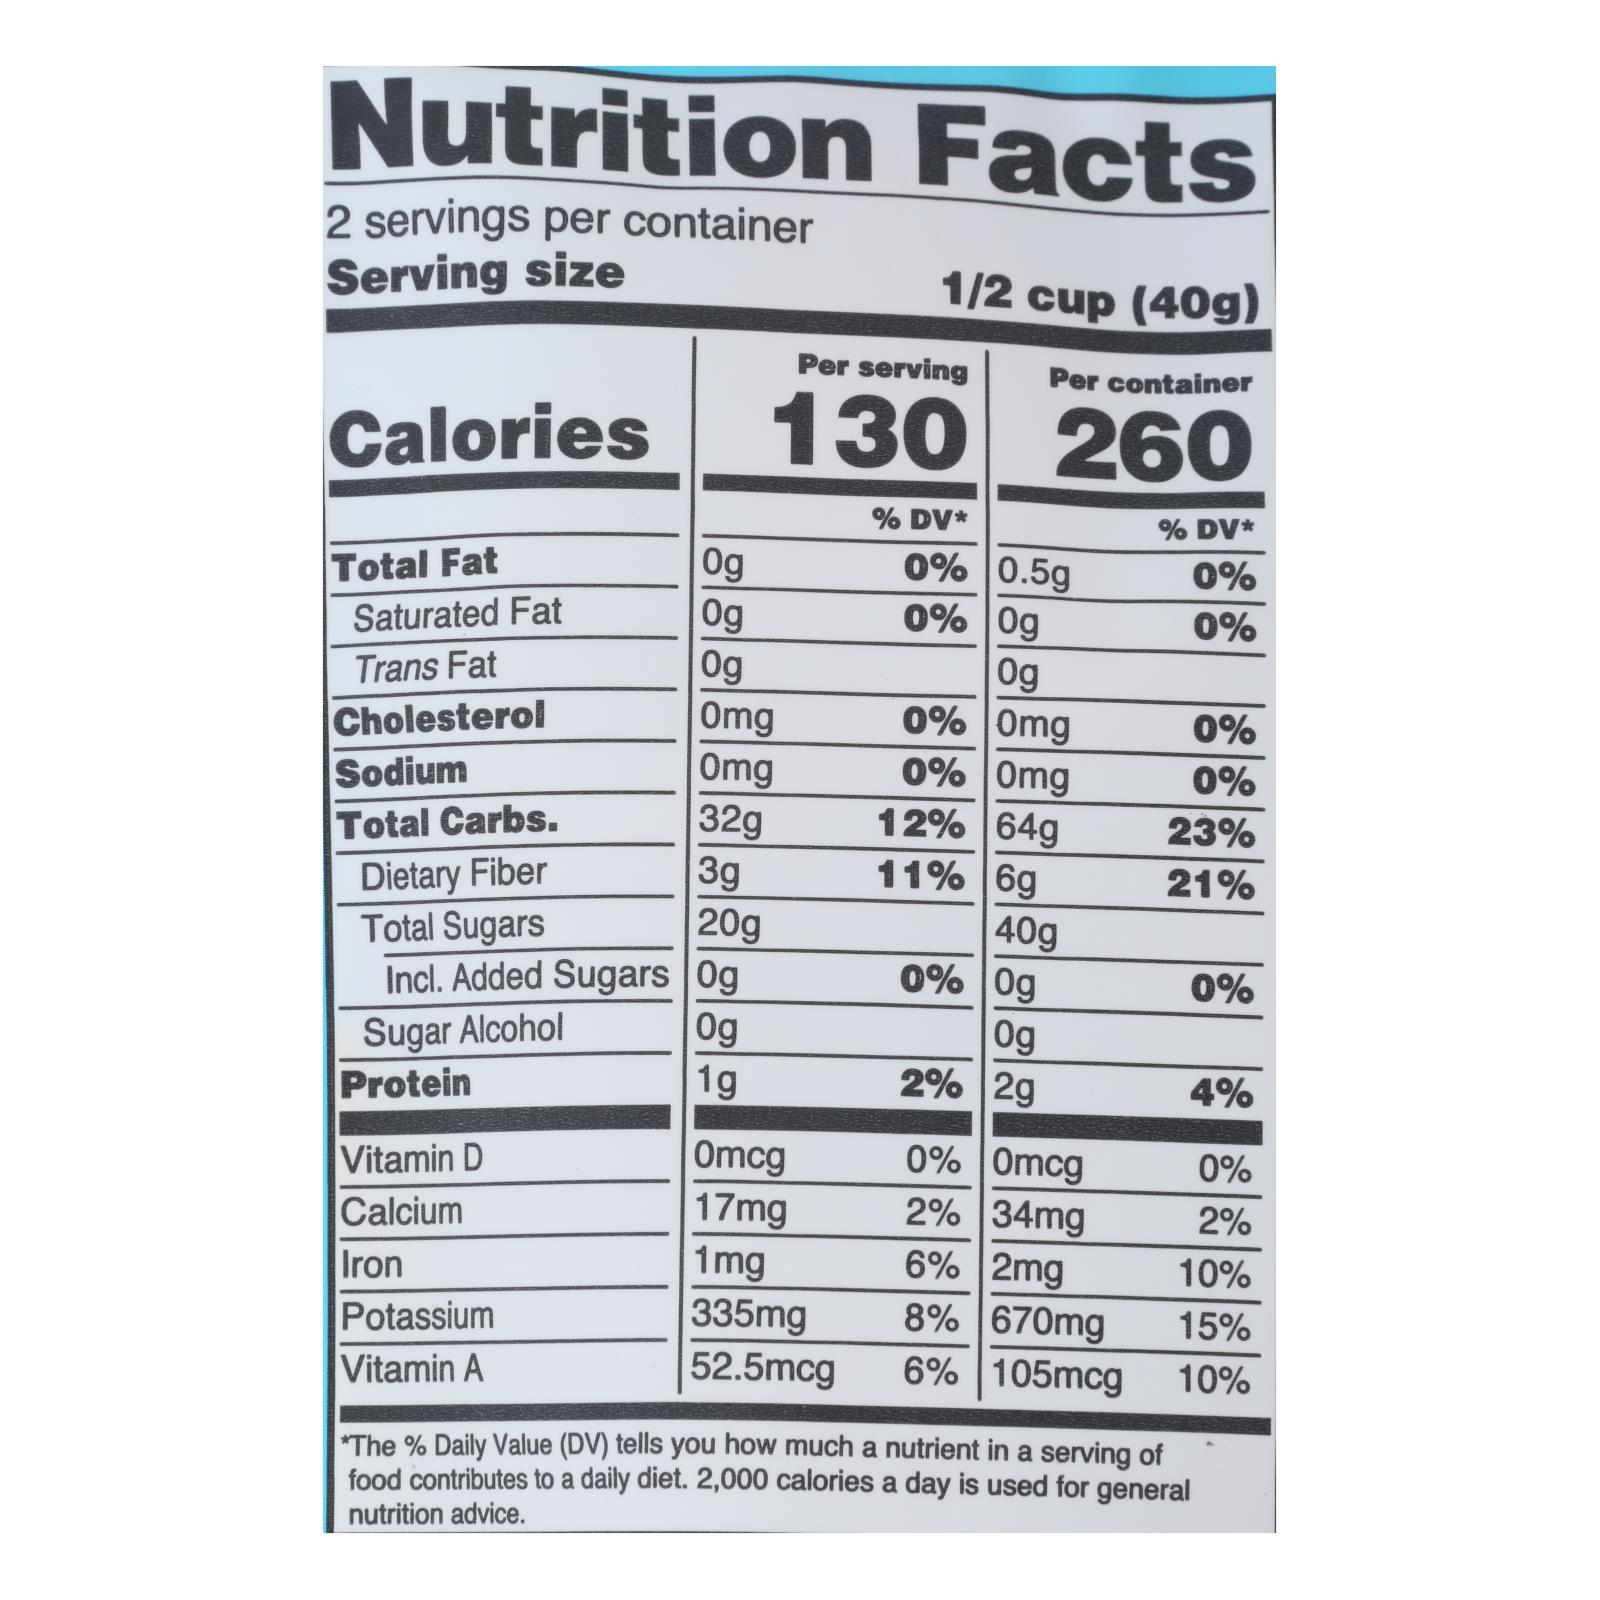 Nutrition Facts
2 servings per container
Serving size 1/2 cup (40g)
Per serving Per container
Calories 130 260
% DV* % DV*
Total Fat 0g 0% 0.5g 0%
Saturated Fat 0g 0% 0g 0%
Trans Fat 0g 0g
Cholesterol 0mg 0% 0mg 0%
Sodium 0mg 0% 0mg 0%
Total Carbs. 32g 12% 64g 23%
Dietary Fiber 3g 11% 6g 21%
Total Sugars 20g 40g
Incl. Added Sugars 0g 0% 0g 0%
Sugar Alcohol 0g 0g
Protein 1g 2% 2g 4%
Vitamin D 0mcg 0% 0mcg 0%
Calcium 17mg 2% 34mg 2%
Iron 1mg 6% 2mg 10%
Potassium 335mg 8% 670mg 15%
Vitamin A 52.5mcg 6% 105mcg 10%
*The % Daily Value (DV) tells you how much a nutrient in a serving of
food contributes to a daily diet. 2,000 calories a day is used for general
nutrition advice.